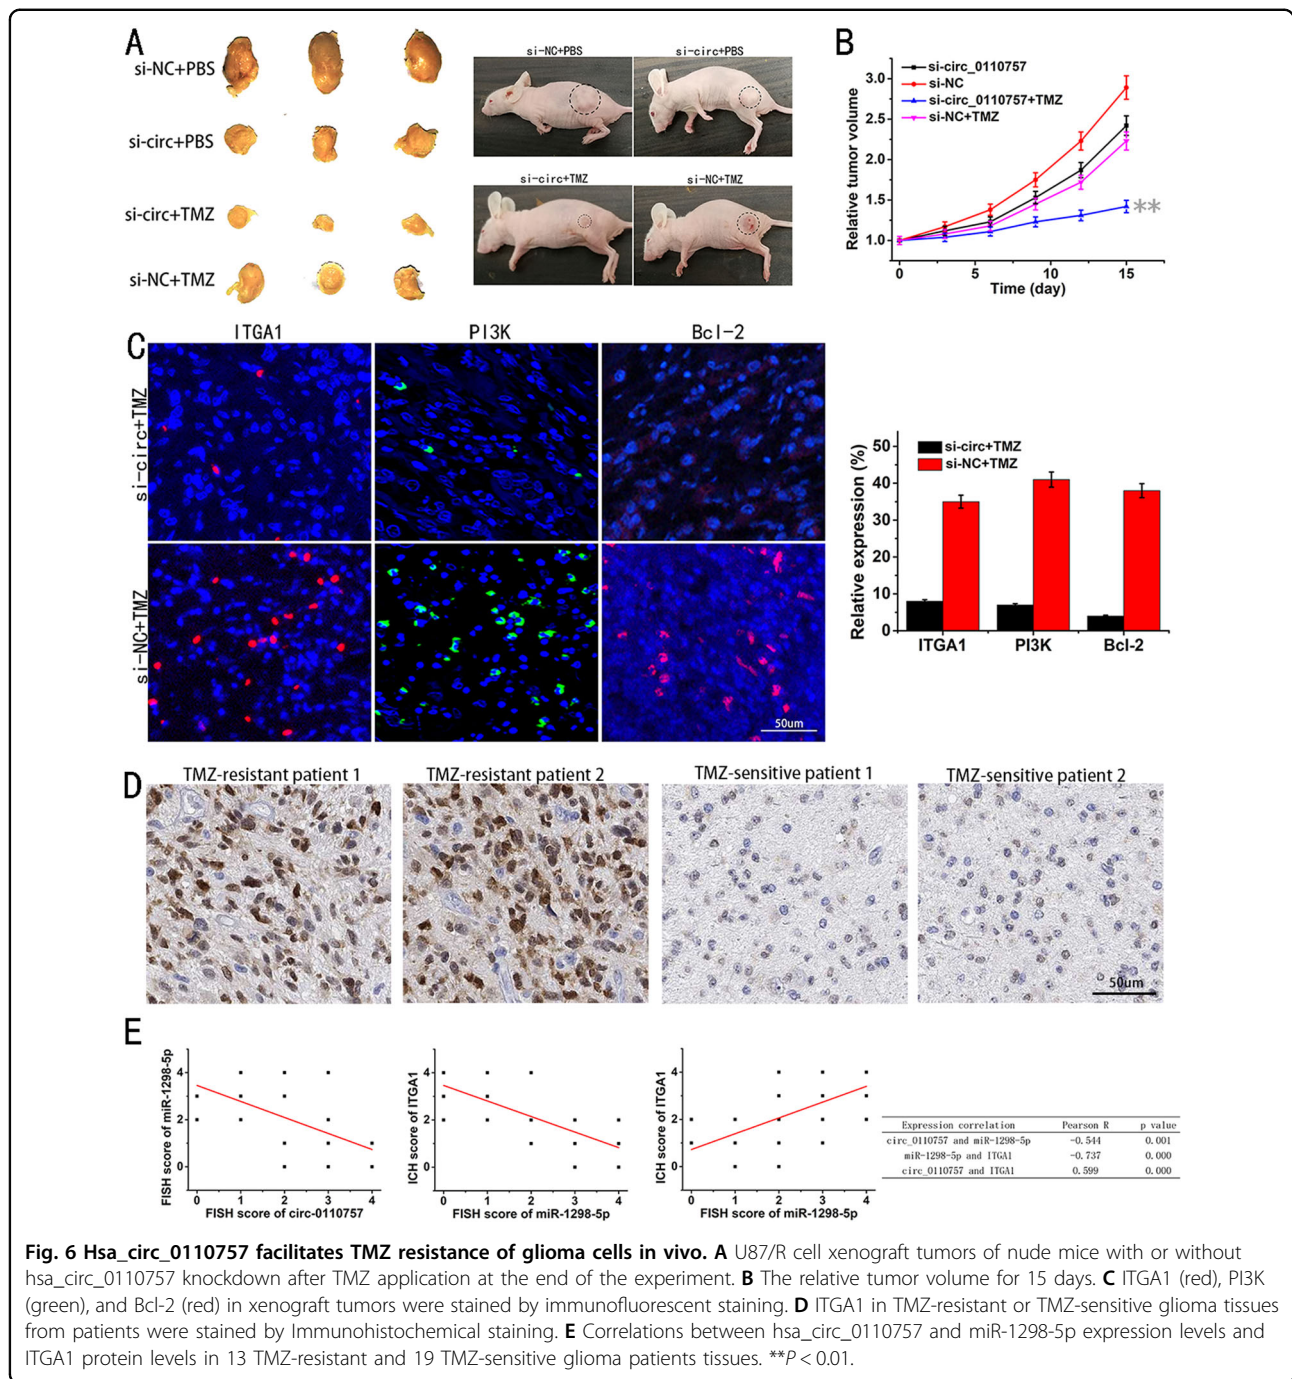 A
si-NC+PBS
si-circ+PBS
si-circ+TMZ
si-NC+TMZ
si-NC+PBS
si-circ+PBS
si-circ+TMZ
si-NC+TMZ
B
si-circ_0110757
si-NC
si-circ_0110757+TMZ
si-NC+TMZ
Relative tumor volume
3.0
2.5
2.0
1.5
1.0
**
0
5
10
15
Time (day)
C
ITGA1
PI3K
Bcl-2
si-circ+TMZ
si-NC+TMZ
50um
si-circ+TMZ
si-NC+TMZ
Relative expression (%)
50
40
30
20
10
0
ITGA1
PI3K
Bcl-2
D
TMZ-resistant patient 1
TMZ-resistant patient 2
TMZ-sensitive patient 1
TMZ-sensitive patient 2
50um
E
FISH score of miR-1298-5p
4
2
0
0 1 2 3 4
FISH score of circ-0110757
ICH score of ITGA1
4
2
0
0 1 2 3 4
FISH score of miR-1298-5p
ICH score of ITGA1
4
2
0
0 1 2 3 4
FISH score of miR-1298-5p
Expression correlation Pearson R p value
circ_0110757 and miR-1298-5p -0.544 0.001
miR-1298-5p and ITGA1 -0.737 0.000
circ_0110757 and ITGA1 0.599 0.000
Fig. 6 Hsa_circ_0110757 facilitates TMZ resistance of glioma cells in vivo. A U87/R cell xenograft tumors of nude mice with or without
hsa_circ_0110757 knockdown after TMZ application at the end of the experiment. B The relative tumor volume for 15 days. C ITGA1 (red), PI3K
(green), and Bcl-2 (red) in xenograft tumors were stained by immunofluorescent staining. D ITGA1 in TMZ-resistant or TMZ-sensitive glioma tissues
from patients were stained by Immunohistochemical staining. E Correlations between hsa_circ_0110757 and miR-1298-5p expression levels and
ITGA1 protein levels in 13 TMZ-resistant and 19 TMZ-sensitive glioma patients tissues. **P < 0.01.